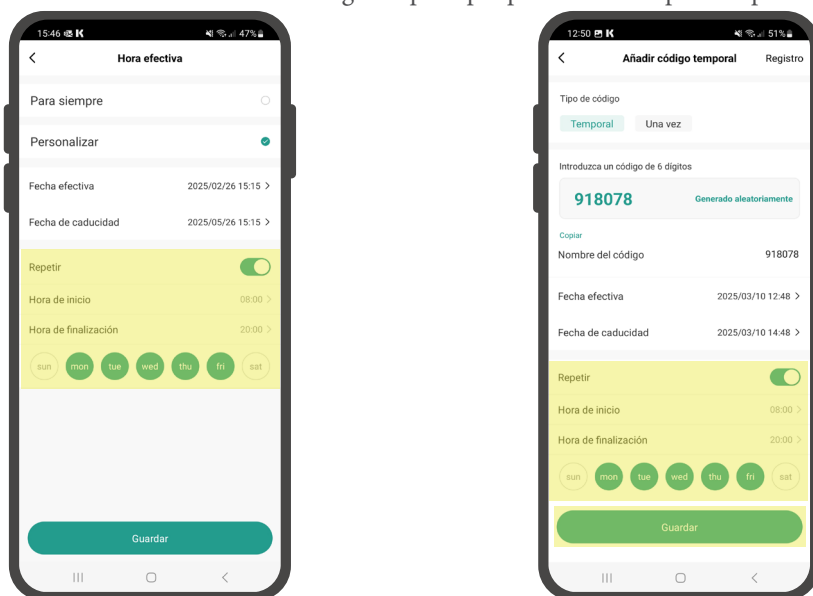 15:46 47%
Hora efectiva
Para siempre
Personalizar
Fecha efectiva 2025/02/26 15:15
Fecha de caducidad 2025/05/26 15:15
Repetir
Hora de inicio 08:00
Hora de finalización 20:00
sun mon tue wed thu fri sat
Guardar
12:50 51%
Añadir código temporal Registro
Tipo de código
Temporal Una vez
Introduzca un código de 6 dígitos
918078 Generado aleatoriamente
Copiar
Nombre del código 918078
Fecha efectiva 2025/03/10 12:48
Fecha de caducidad 2025/03/10 14:48
Repetir
Hora de inicio 08:00
Hora de finalización 20:00
sun mon tue wed thu fri sat
Guardar